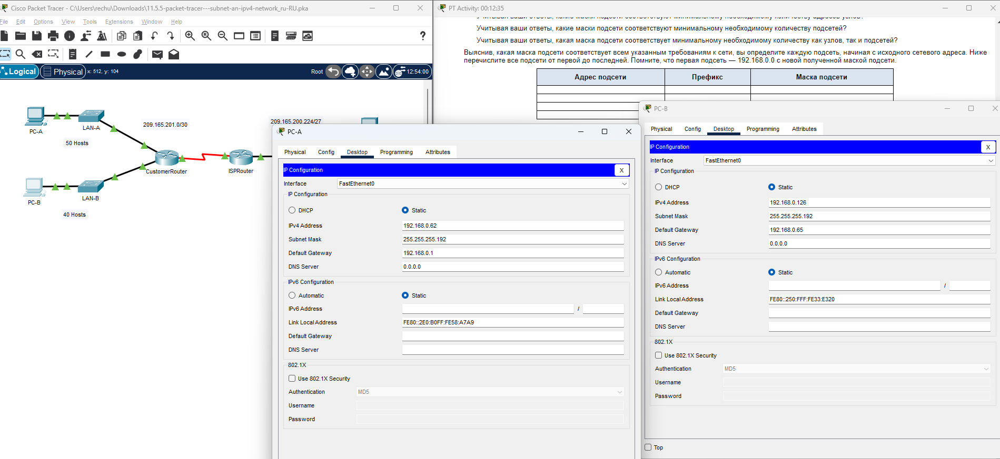 Cisco Packet Tracer - C:\Users\rechu\Downloads\11.5.5-packet-tracer---subnet-an-ipv4-network_ru-RU.pka
File Edit Options View Tools Extensions Window Help
?
Logical Physical x: 512, y: 104 Root 12:54:00
PC-A
LAN-A
50 Hosts
209.165.201.0/30
209.165.200.224/27
CustomerRouter
ISPRouter
PC-B
LAN-B
40 Hosts
PT Activity: 00:12:35
Учитывая ваши ответы, какие маски подсети соответствуют минимальному необходимому количеству адресов узлов?
Учитывая ваши ответы, какие маски подсети соответствуют минимальному необходимому количеству подсетей?
Учитывая ваши ответы, какая маска подсети соответствует минимальному необходимому количеству как узлов, так и подсетей?
Выяснив, какая маска подсети соответствует всем указанным требованиям к сети, вы определите каждую подсеть, начиная с исходного сетевого адреса. Ниже
перечислите все подсети от первой до последней. Помните, что первая подсеть — 192.168.0.0 с новой полученной маской подсети.
Адрес подсети Префикс Маска подсети
PC-A
Physical Config Desktop Programming Attributes
IP Configuration X
Interface FastEthernet0
IP Configuration
DHCP Static
IPv4 Address 192.168.0.62
Subnet Mask 255.255.255.192
Default Gateway 192.168.0.1
DNS Server 0.0.0.0
IPv6 Configuration
Automatic Static
IPv6 Address /
Link Local Address FE80::2E0:B0FF:FE58:A7A9
Default Gateway
DNS Server
802.1X
Use 802.1X Security
Authentication MD5
Username
Password
PC-B
Physical Config Desktop Programming Attributes
IP Configuration X
Interface FastEthernet0
IP Configuration
DHCP Static
IPv4 Address 192.168.0.126
Subnet Mask 255.255.255.192
Default Gateway 192.168.0.65
DNS Server 0.0.0.0
IPv6 Configuration
Automatic Static
IPv6 Address /
Link Local Address FE80::250:FFF:FE33:E320
Default Gateway
DNS Server
802.1X
Use 802.1X Security
Authentication MD5
Username
Password
Top